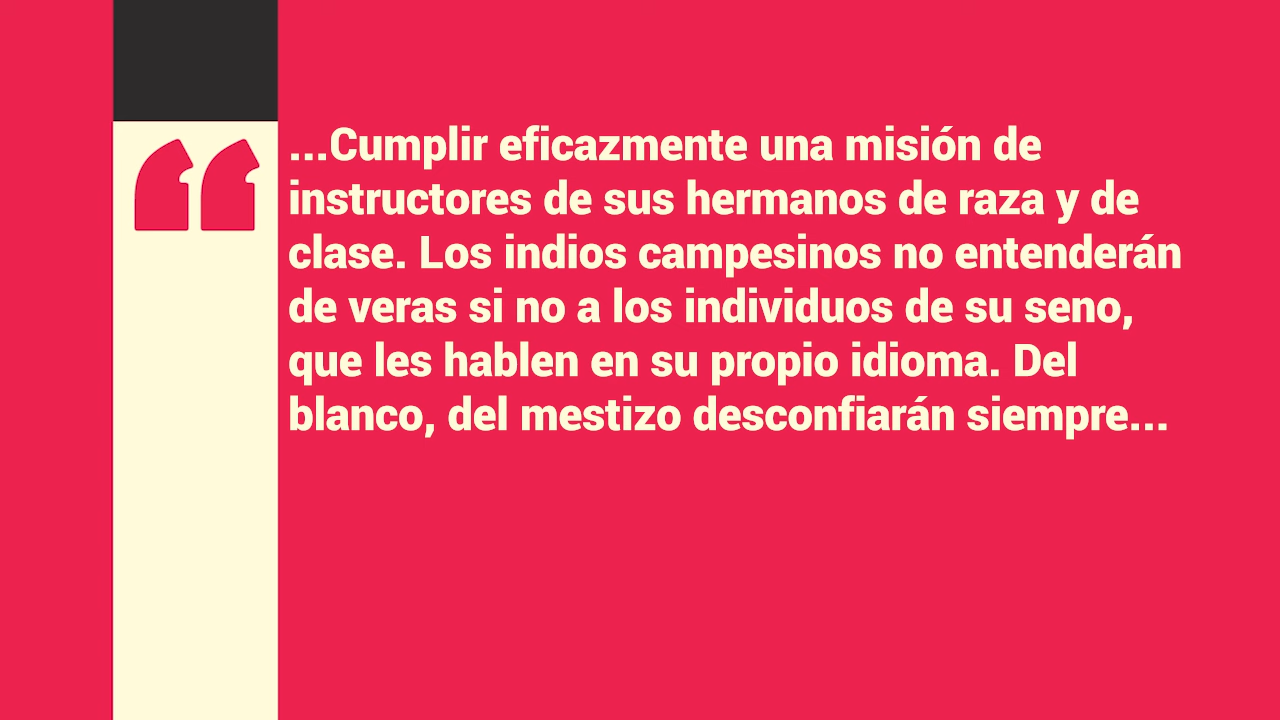 ...Cumplir eficazmente una misión de
instructores de sus hermanos de raza y de
clase. Los indios campesinos no entenderán
de veras si no a los individuos de su seno,
que les hablen en su propio idioma. Del
blanco, del mestizo desconfiarán siempre...